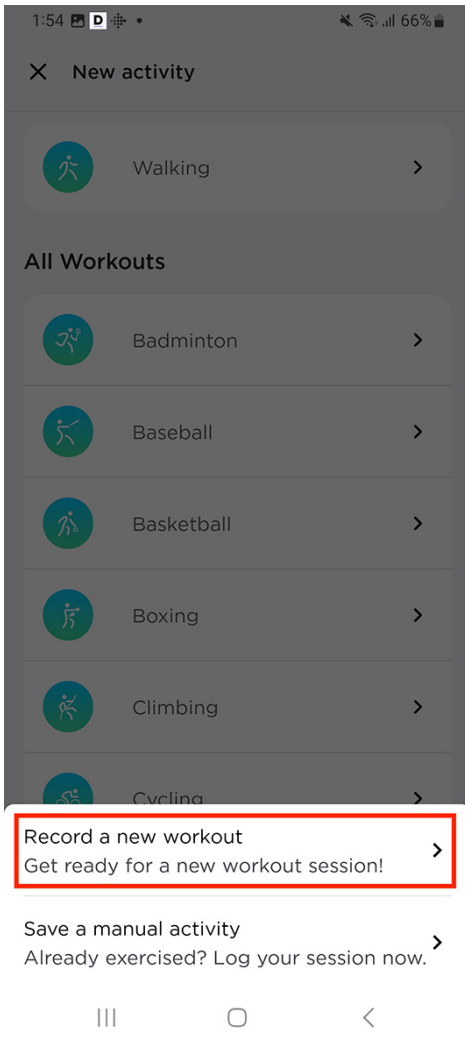 1:54 D 66%
New activity
Walking
All Workouts
Badminton
Baseball
Basketball
Boxing
Climbing
Cycling
Record a new workout
Get ready for a new workout session!
Save a manual activity
Already exercised? Log your session now.